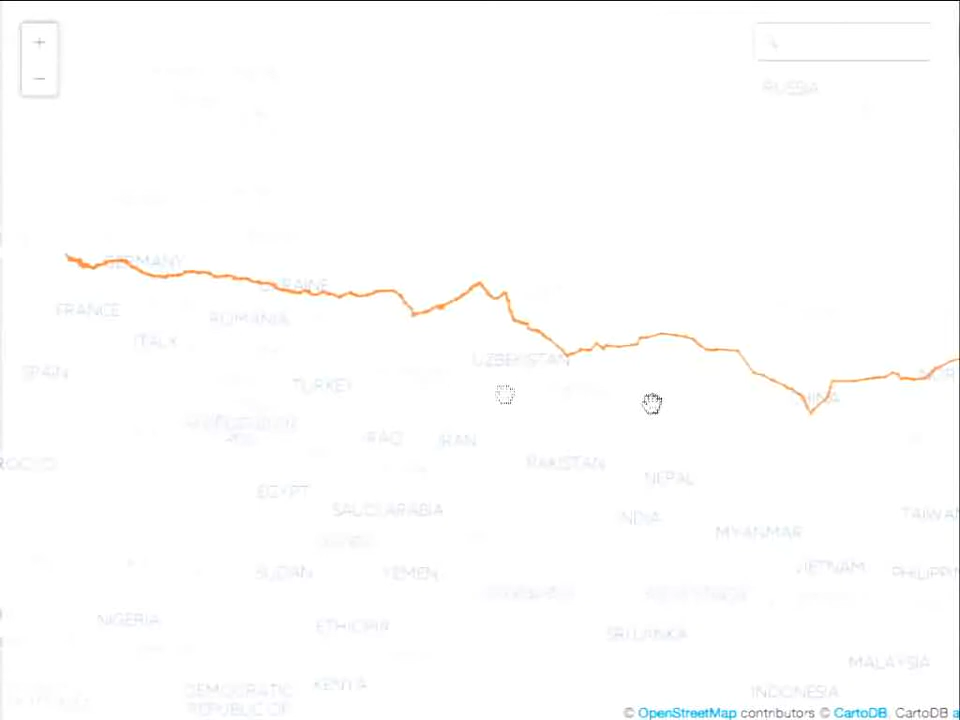 +
−
RUSSIA
GERMANY
UKRAINE
FRANCE
ROMANIA
ITALY
UZBEKISTAN
SPAIN
TURKEY
CHINA
IRAQ
IRAN
PAKISTAN
NEPAL
EGYPT
SAUDI ARABIA
INDIA
MYANMAR
TAIWAN
SUDAN
YEMEN
VIETNAM
PHILIPPIN
NIGERIA
ETHIOPIA
SRI LANKA
MALAYSIA
KENYA
DEMOCRATIC
REPUBLIC OF
INDONESIA
© OpenStreetMap contributors © CartoDB, CartoDB a